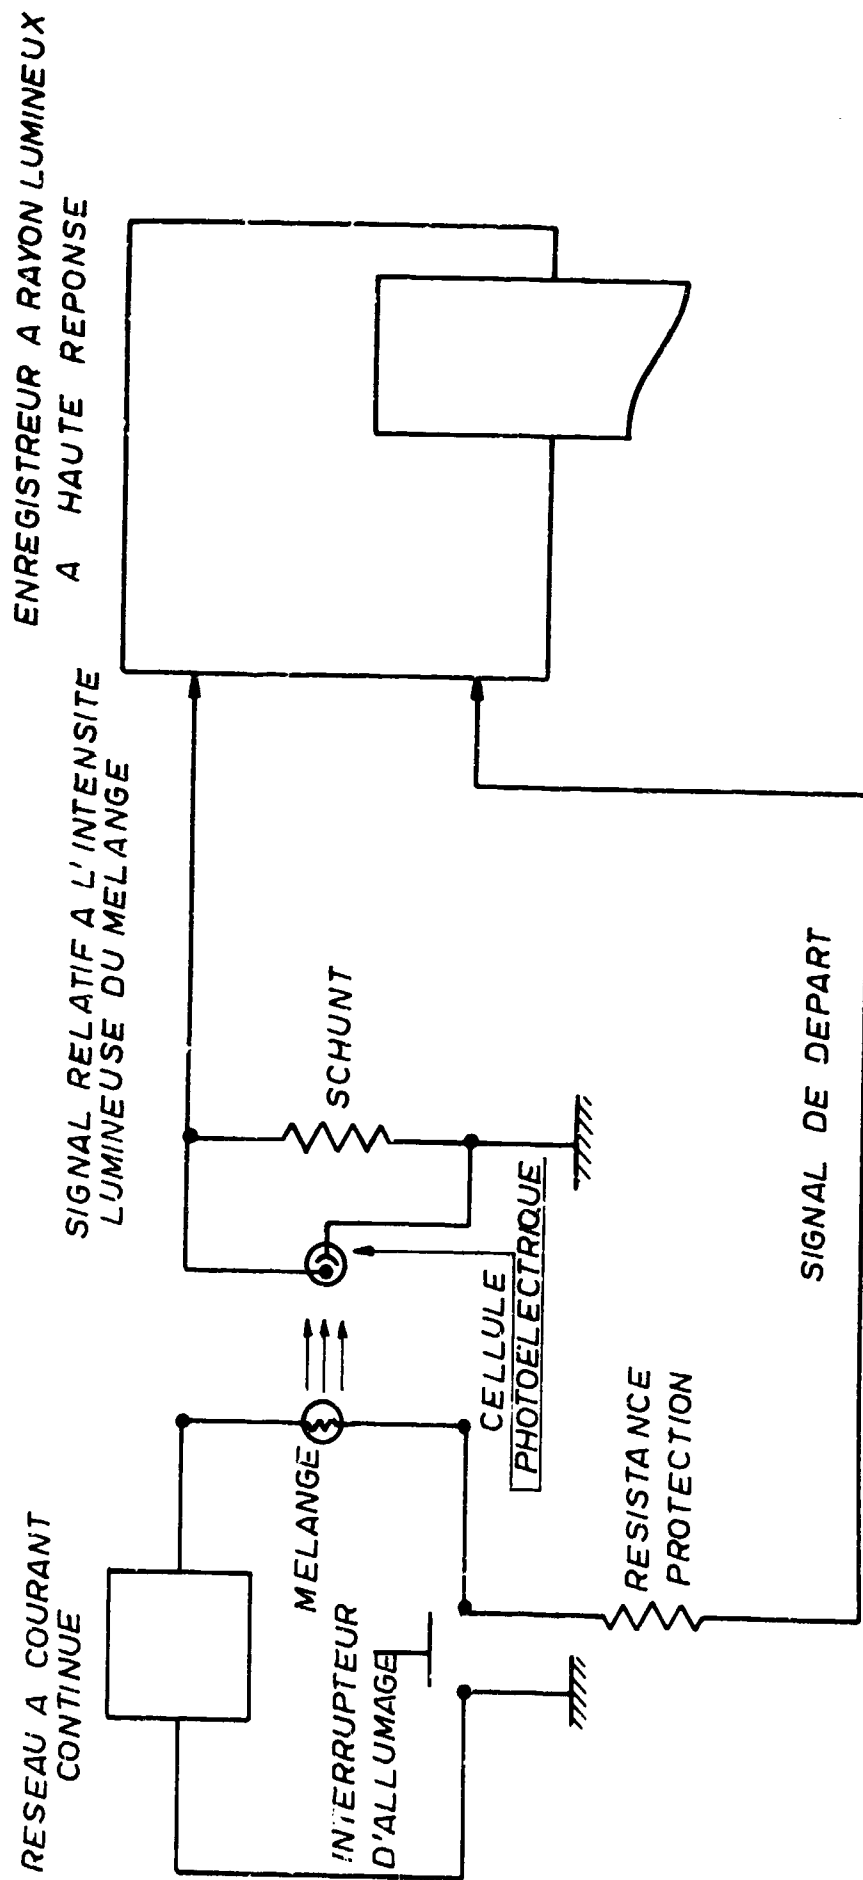 ENREGISTREUR A RAYON LUMINEUX
A HAUTE REPONSE
SIGNAL RELATIF A L'INTENSITE
LUMINEUSE DU MELANGE
RESEAU A COURANT
CONTINUE
SCHUNT
MELANGE
CELLULE
PHOTOELECTRIQUE
INTERRUPTEUR
D'ALLUMAGE
RESISTANCE
PROTECTION
SIGNAL DE DEPART